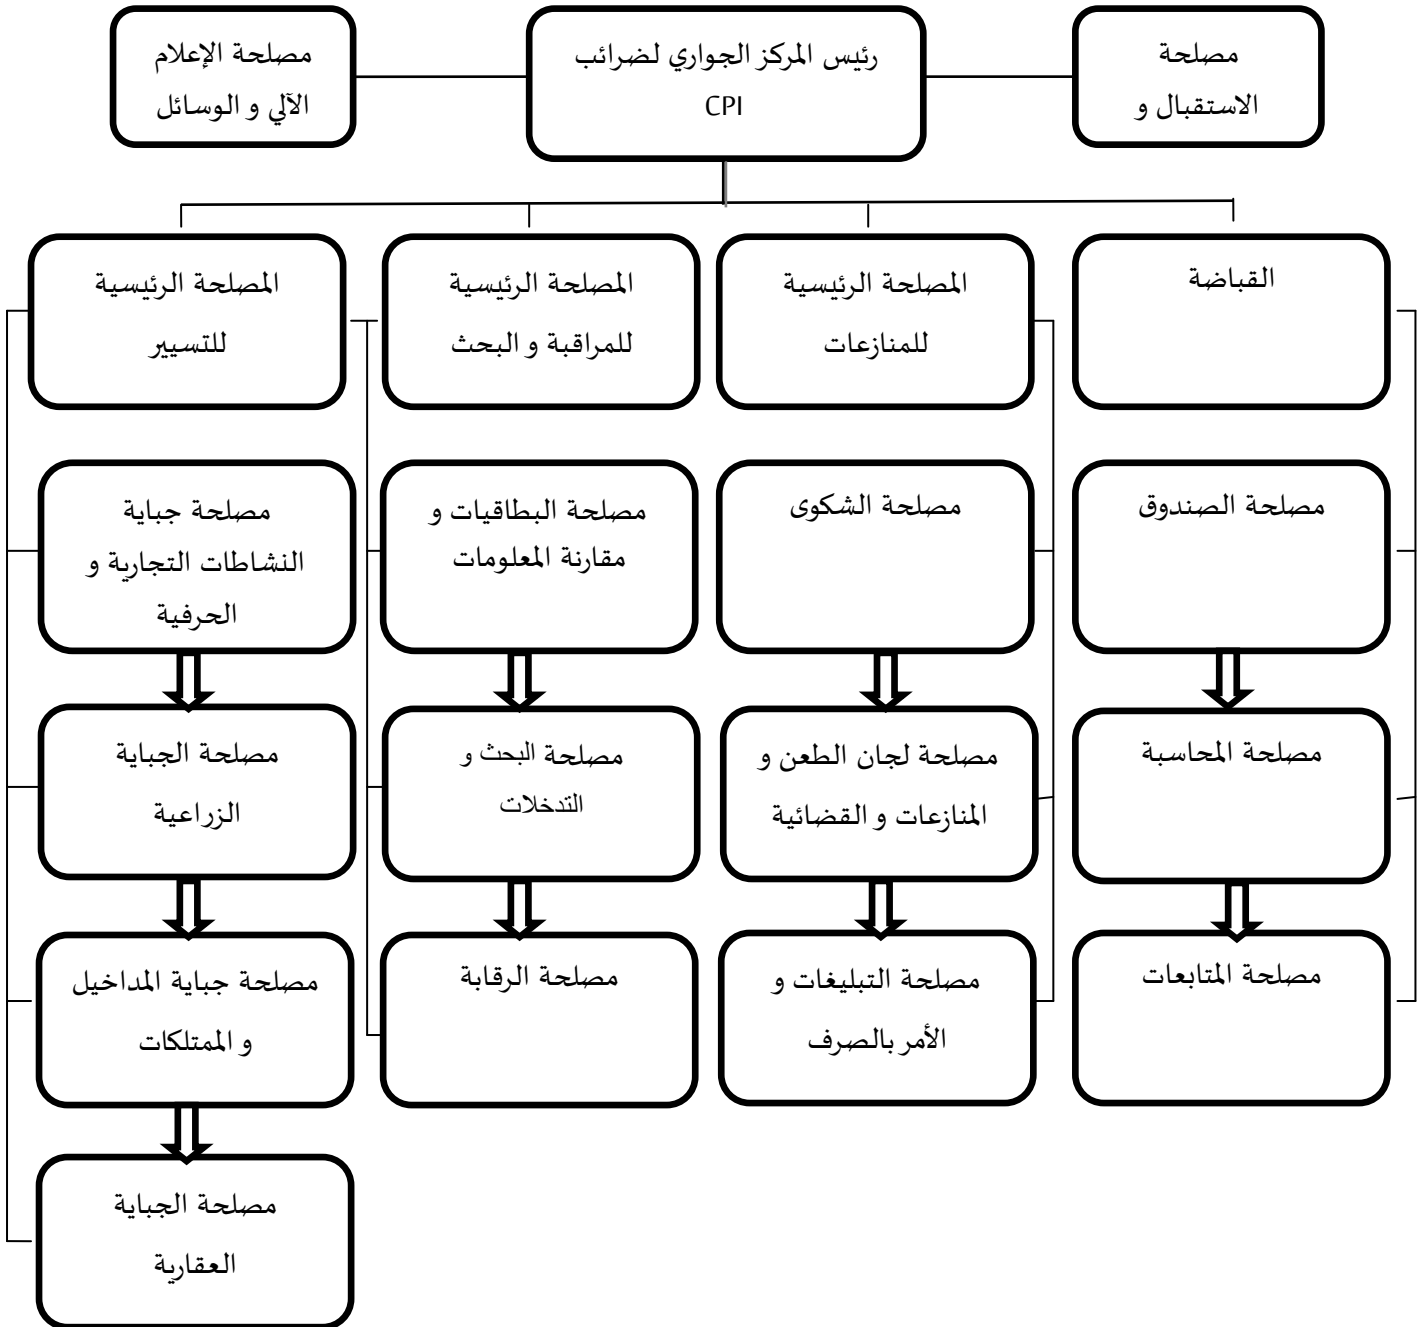 مصلحة
الاستقبال و
رئيس المركز الجواري لضرائب
CPI
مصلحة الإعلام
الآلي و الوسائل
القباضة
المصلحة الرئيسية
للمنازعات
المصلحة الرئيسية
للمراقبة و البحث
المصلحة الرئيسية
للتسيير
مصلحة الصندوق
مصلحة الشكوى
مصلحة البطاقيات و
مقارنة المعلومات
مصلحة جباية
النشاطات التجارية و
الحرفية
مصلحة المحاسبة
مصلحة لجان الطعن و
المنازعات و القضائية
مصلحة البحث و
التدخلات
مصلحة الجباية
الزراعية
مصلحة المتابعات
مصلحة التبليغات و
الأمر بالصرف
مصلحة الرقابة
مصلحة جباية المداخيل
و الممتلكات
مصلحة الجباية
العقارية